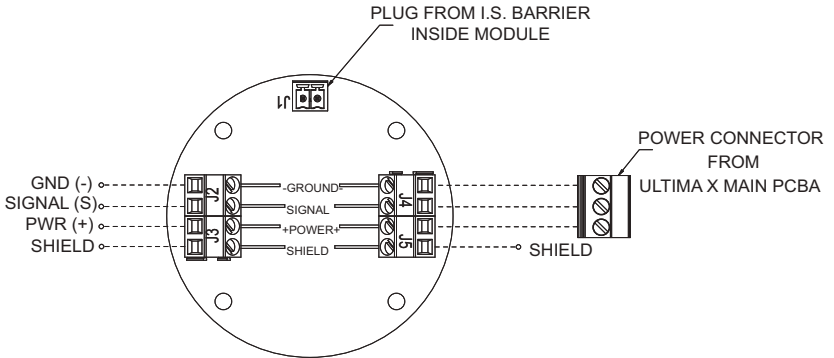 PLUG FROM I.S. BARRIER
INSIDE MODULE
J1
POWER CONNECTOR
FROM
ULTIMA X MAIN PCBA
GND (-)
SIGNAL (S)
PWR (+)
SHIELD
J2
J3
-GROUND-
SIGNAL
+POWER+
SHIELD
J4
J5
SHIELD